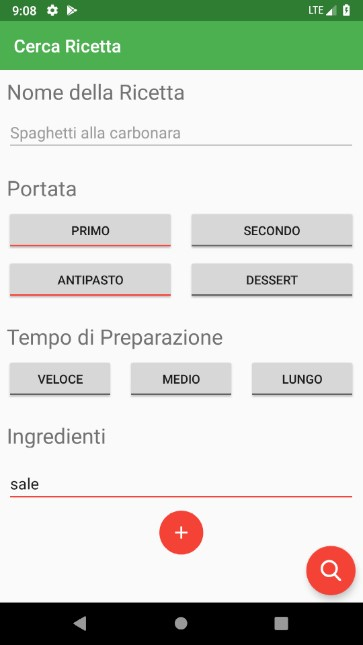 9:08 LTE
Cerca Ricetta
Nome della Ricetta
Spaghetti alla carbonara
Portata
PRIMO SECONDO
ANTIPASTO DESSERT
Tempo di Preparazione
VELOCE MEDIO LUNGO
Ingredienti
sale
+